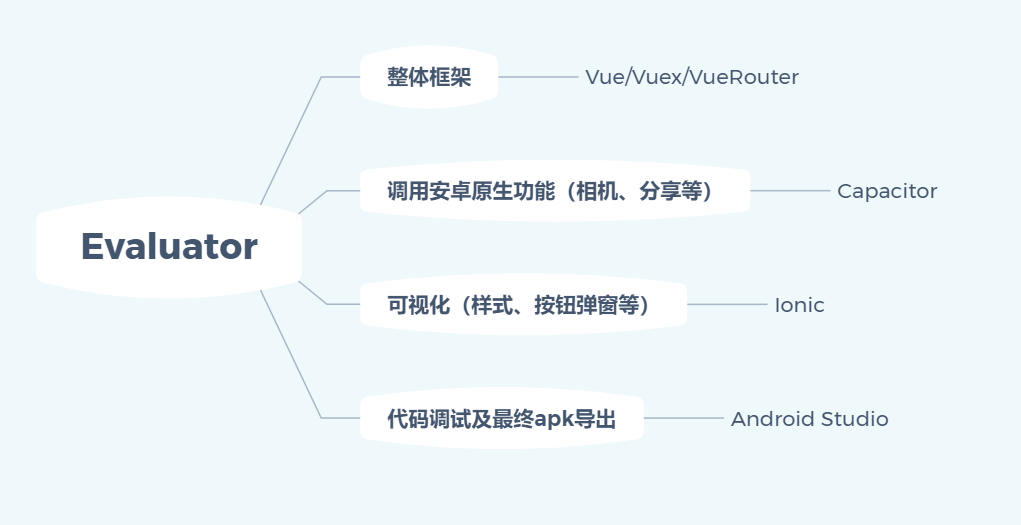 Evaluator
整体框架
Vue/Vuex/VueRouter
调用安卓原生功能（相机、分享等）
Capacitor
可视化（样式、按钮弹窗等）
Ionic
代码调试及最终apk导出
Android Studio